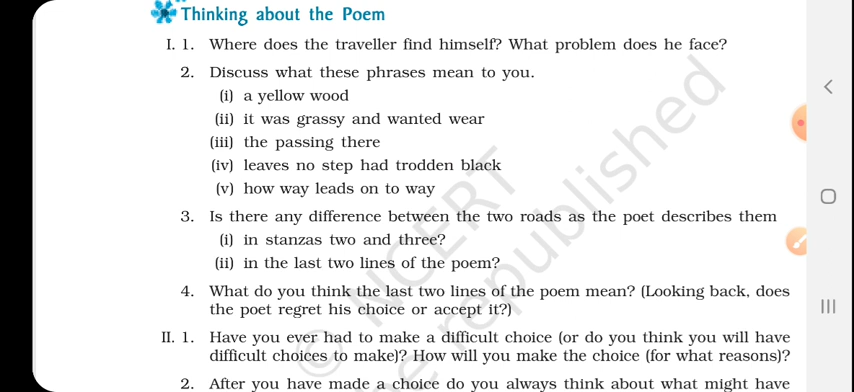 Thinking about the Poem
I. 1. Where does the traveller find himself? What problem does he face?
2. Discuss what these phrases mean to you.
(i) a yellow wood
(ii) it was grassy and wanted wear
(iii) the passing there
(iv) leaves no step had trodden black
(v) how way leads on to way
3. Is there any difference between the two roads as the poet describes them
(i) in stanzas two and three?
(ii) in the last two lines of the poem?
4. What do you think the last two lines of the poem mean? (Looking back, does
the poet regret his choice or accept it?)
II. 1. Have you ever had to make a difficult choice (or do you think you will have
difficult choices to make)? How will you make the choice (for what reasons)?
2. After you have made a choice do you always think about what might have
© NCERT
be republished